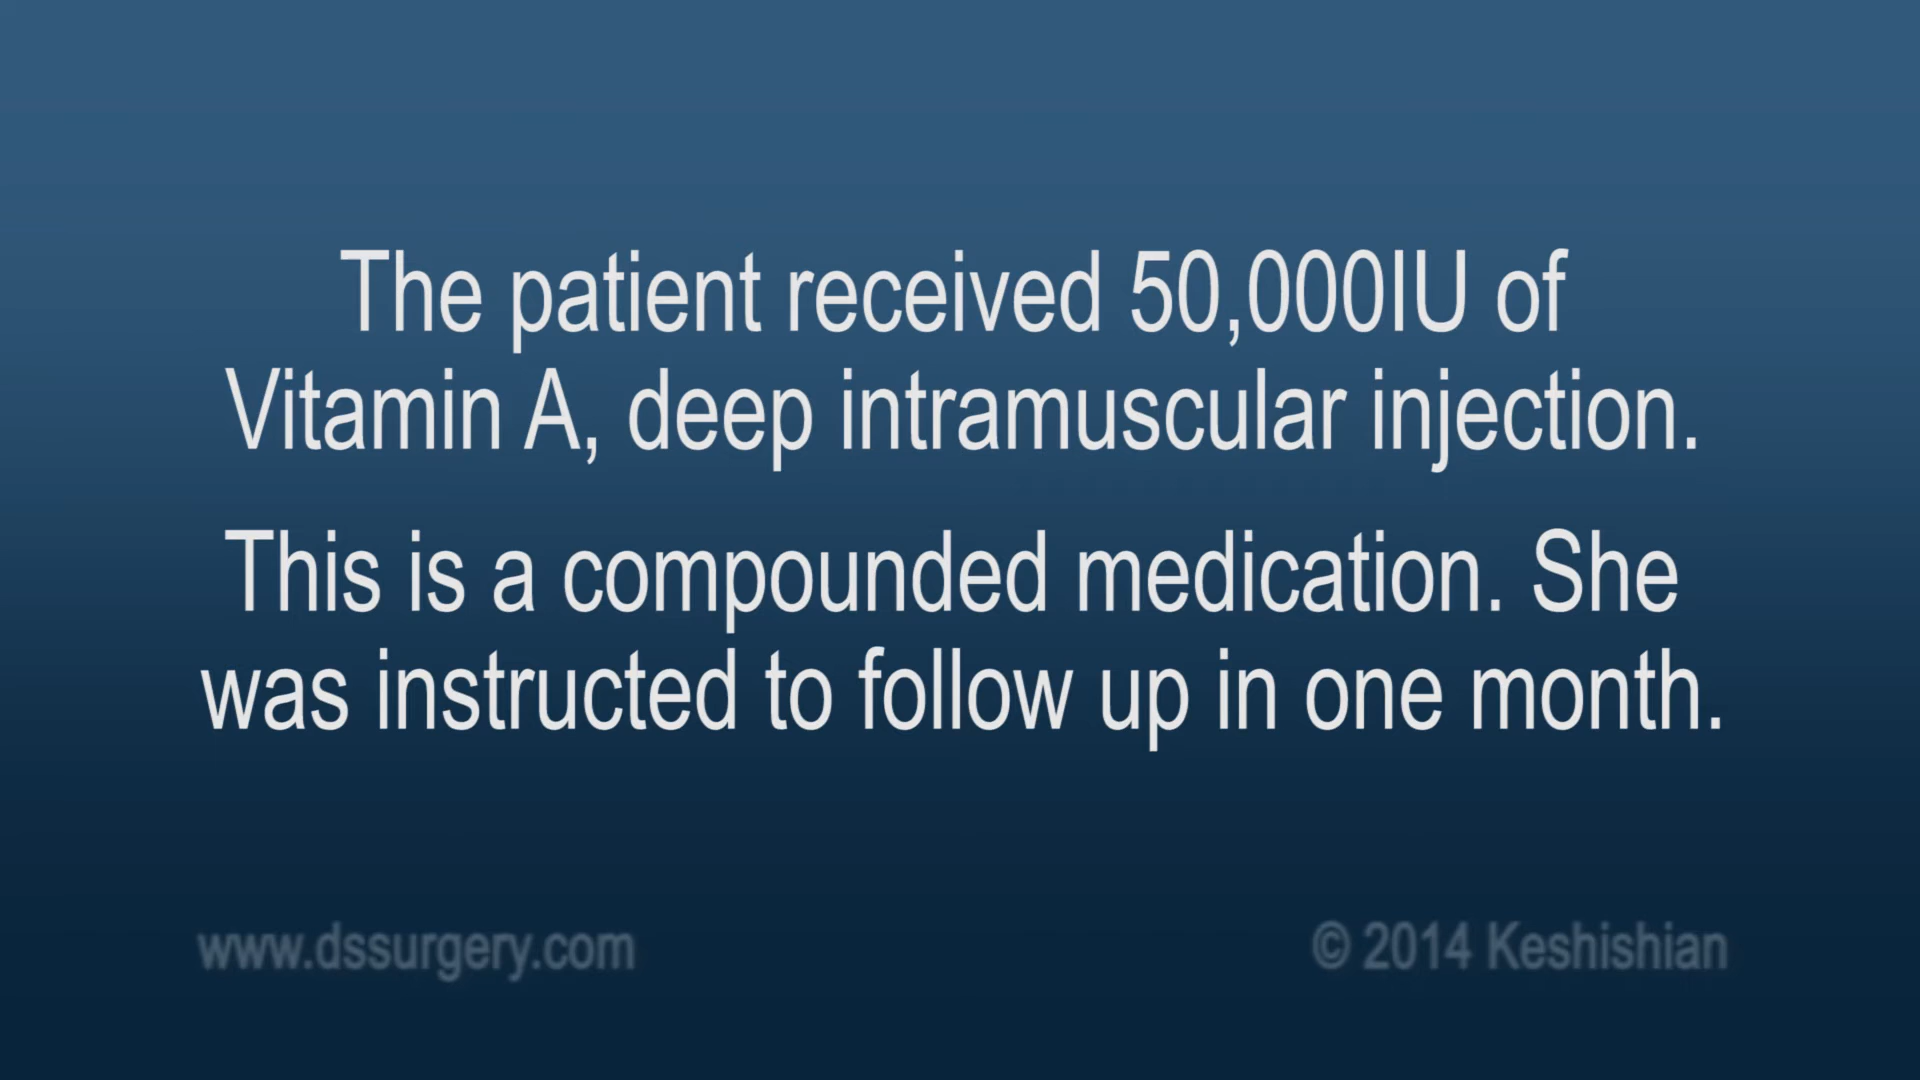 The patient received 50,000IU of
Vitamin A, deep intramuscular injection.
This is a compounded medication. She
was instructed to follow up in one month.
www.dssurgery.com
© 2014 Keshishian